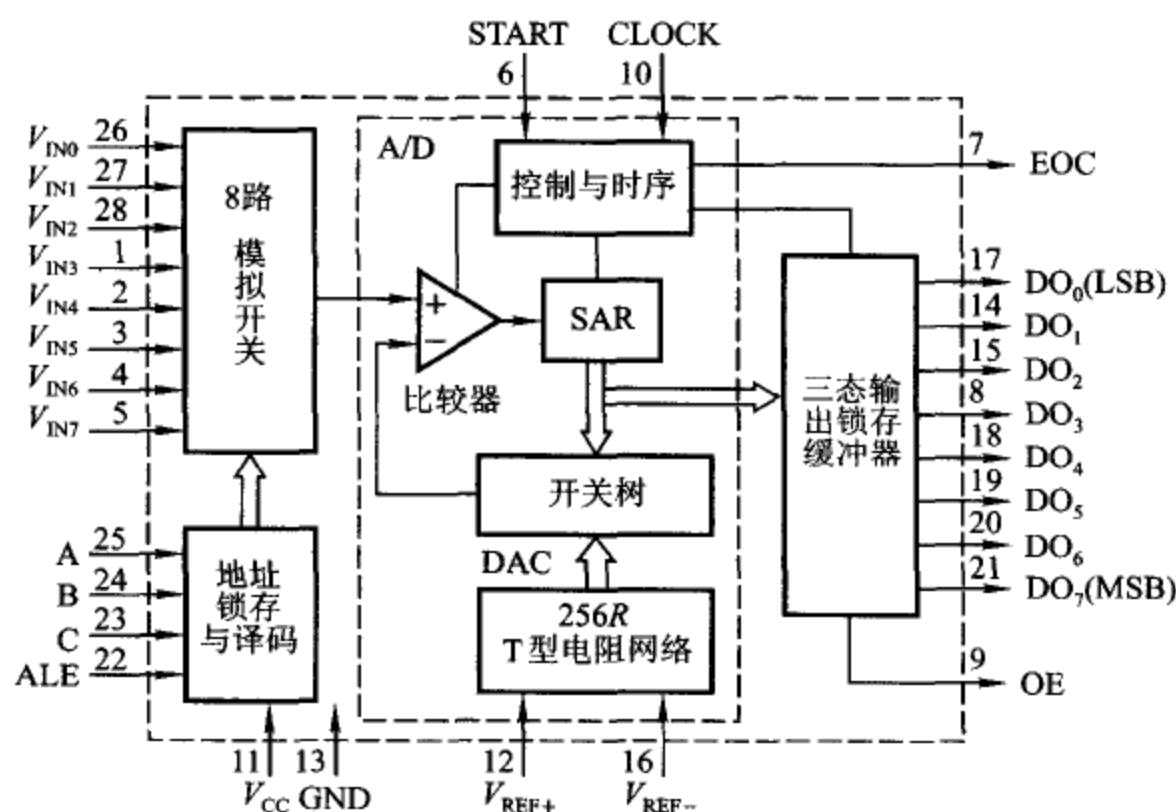 START CLOCK
6 10
V_IN0 26
V_IN1 27
V_IN2 28
V_IN3 1
V_IN4 2
V_IN5 3
V_IN6 4
V_IN7 5
8路
模
拟
开
关
A/D
控制与时序
7 EOC
+
−
比较器
SAR
开关树
DAC
256R
T型电阻网络
三态输
出锁存
缓冲器
17 DO₀(LSB)
14 DO₁
15 DO₂
8 DO₃
18 DO₄
19 DO₅
20 DO₆
21 DO₇(MSB)
9 OE
A 25
B 24
C 23
ALE 22
地址
锁存
与译码
11 13 12 16
V_CC GND V_REF+ V_REF−